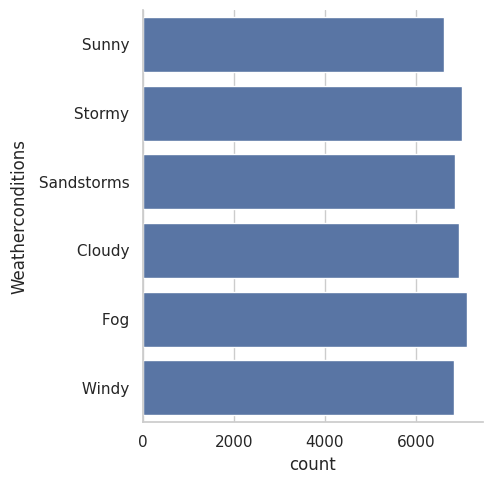 Sunny
Stormy
Sandstorms
Cloudy
Fog
Windy
Weatherconditions
0 2000 4000 6000
count